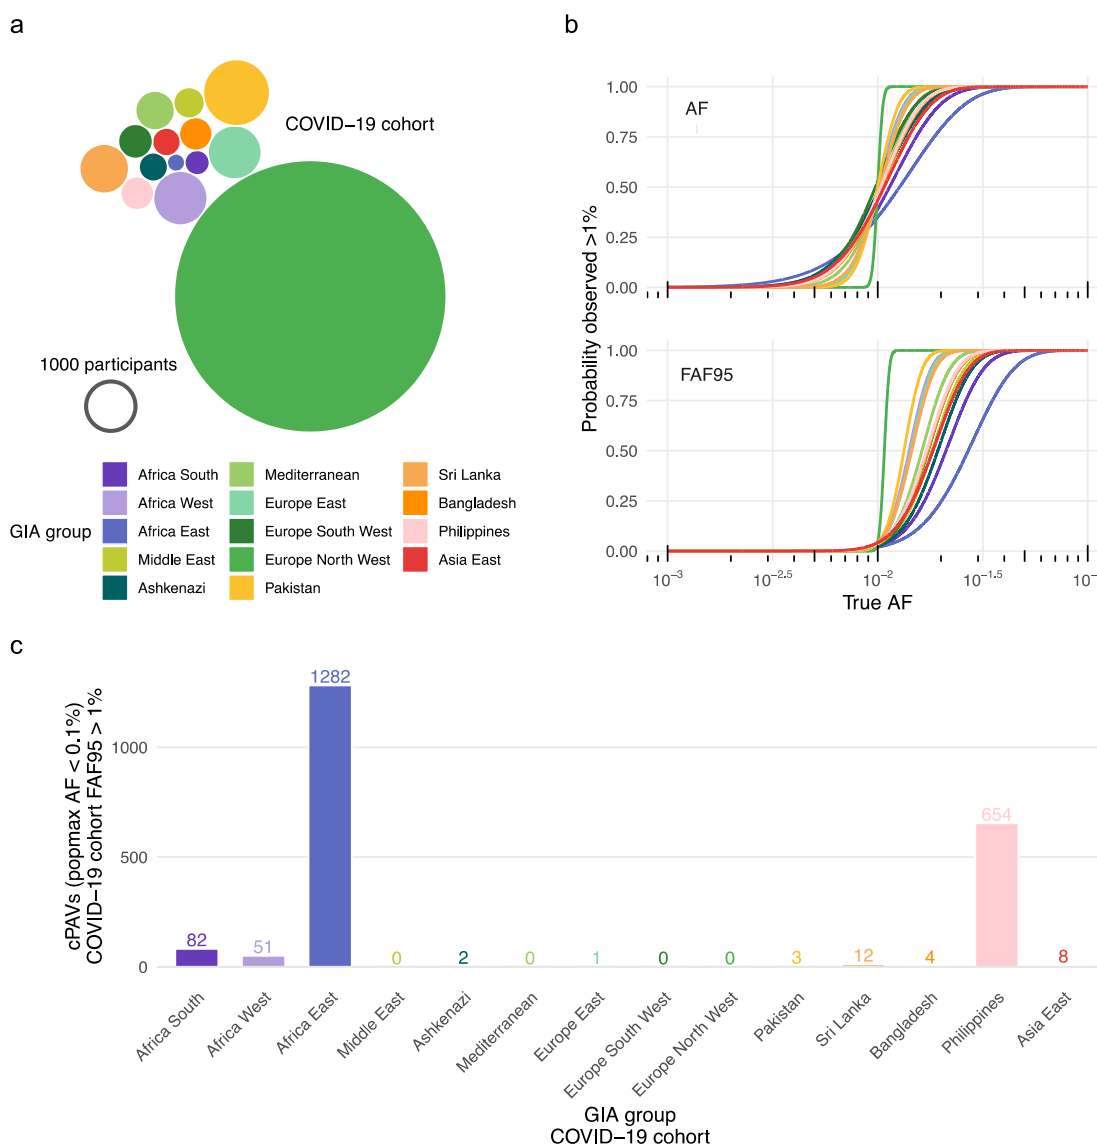 a
COVID−19 cohort
1000 participants
GIA group
Africa South
Africa West
Africa East
Middle East
Ashkenazi
Mediterranean
Europe East
Europe South West
Europe North West
Pakistan
Sri Lanka
Bangladesh
Philippines
Asia East
b
Probability observed >1%
1.00
0.75
0.50
0.25
0.00
AF
1.00
0.75
0.50
0.25
0.00
FAF95
10⁻³
10⁻²·⁵
10⁻²
10⁻¹·⁵
10⁻
True AF
c
cPAVs (popmax AF < 0.1%)
COVID−19 cohort FAF95 > 1%
1000
500
0
82
51
1282
0
2
0
1
0
0
3
12
4
654
8
Africa South
Africa West
Africa East
Middle East
Ashkenazi
Mediterranean
Europe East
Europe South West
Europe North West
Pakistan
Sri Lanka
Bangladesh
Philippines
Asia East
GIA group
COVID−19 cohort